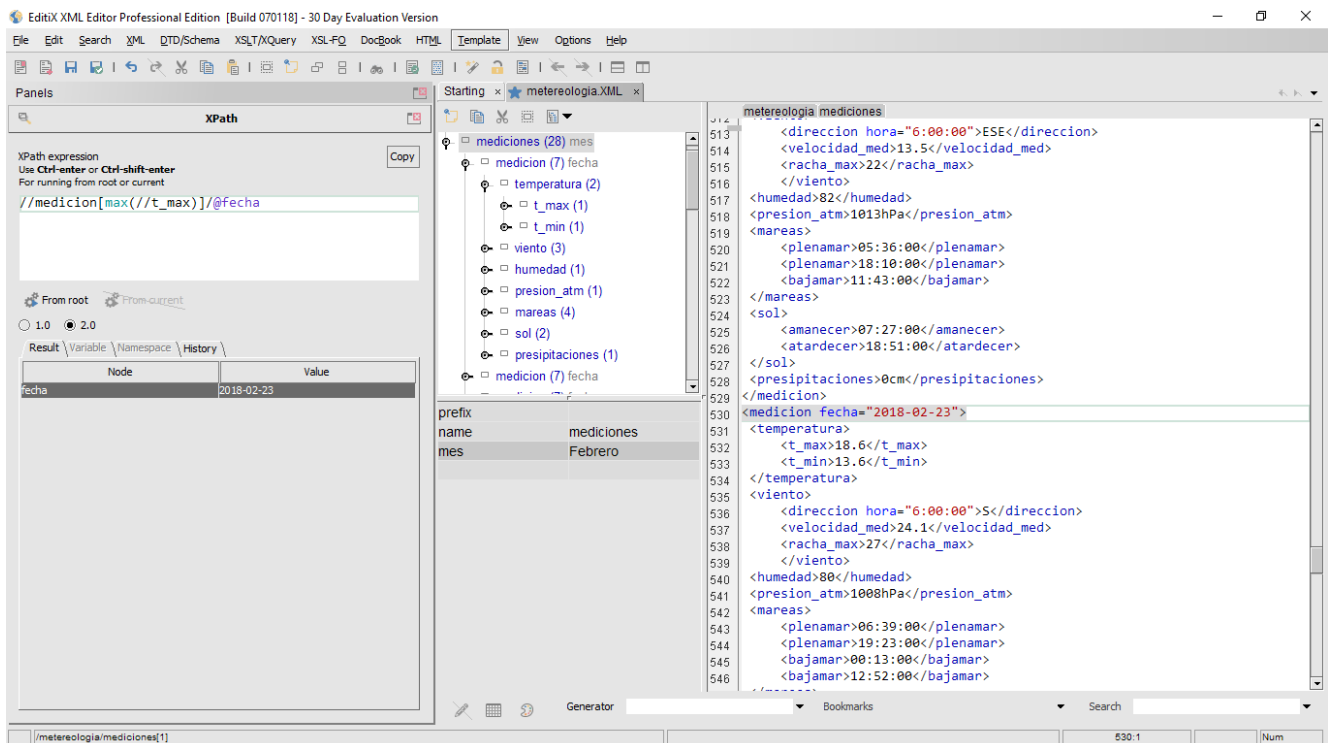 EditiX XML Editor Professional Edition [Build 070118] - 30 Day Evaluation Version
File Edit Search XML DTD/Schema XSLT/XQuery XSL-FO DocBook HTML Template View Options Help
Panels
XPath
XPath expression
Use Ctrl-enter or Ctrl-shift-enter
For running from root or current
Copy
//medicion[max(//t_max)]/@fecha
From root From current
1.0 2.0
Result Variable Namespace History
Node Value
fecha 2018-02-23
Starting × metereologia.XML ×
mediciones (28) mes
medicion (7) fecha
temperatura (2)
t_max (1)
t_min (1)
viento (3)
humedad (1)
presion_atm (1)
mareas (4)
sol (2)
presipitaciones (1)
medicion (7) fecha
prefix
name mediciones
mes Febrero
metereologia mediciones
513 <direccion hora="6:00:00">ESE</direccion>
514 <velocidad_med>13.5</velocidad_med>
515 <racha_max>22</racha_max>
516 </viento>
517 <humedad>82</humedad>
518 <presion_atm>1013hPa</presion_atm>
519 <mareas>
520 <plenamar>05:36:00</plenamar>
521 <plenamar>18:10:00</plenamar>
522 <bajamar>11:43:00</bajamar>
523 </mareas>
524 <sol>
525 <amanecer>07:27:00</amanecer>
526 <atardecer>18:51:00</atardecer>
527 </sol>
528 <presipitaciones>0cm</presipitaciones>
529 </medicion>
530 <medicion fecha="2018-02-23">
531 <temperatura>
532 <t_max>18.6</t_max>
533 <t_min>13.6</t_min>
534 </temperatura>
535 <viento>
536 <direccion hora="6:00:00">S</direccion>
537 <velocidad_med>24.1</velocidad_med>
538 <racha_max>27</racha_max>
539 </viento>
540 <humedad>80</humedad>
541 <presion_atm>1008hPa</presion_atm>
542 <mareas>
543 <plenamar>06:39:00</plenamar>
544 <plenamar>19:23:00</plenamar>
545 <bajamar>00:13:00</bajamar>
546 <bajamar>12:52:00</bajamar>
Generator Bookmarks Search
/metereologia/mediciones[1] 530:1 Num